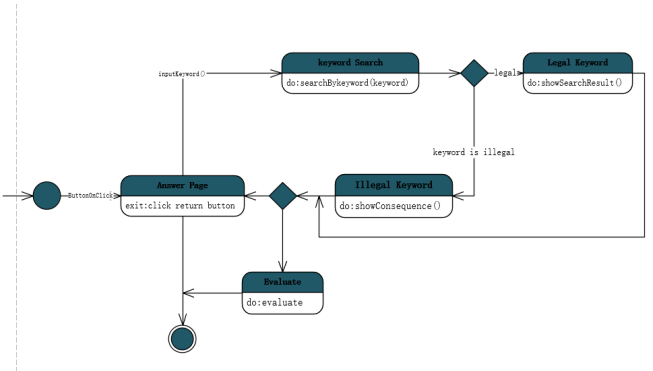 keyword Search
do:searchBykeyword(keyword)
Legal Keyword
do:showSearchResult()
inputKeyword()
legal
keyword is illegal
Answer Page
exit:click return button
ButtonOnClick
Illegal Keyword
do:showConsequence()
Evaluate
do:evaluate